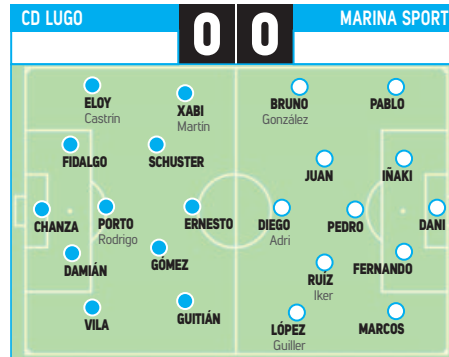 CD LUGO 0 0 MARINA SPORT
ELOY
Castrin
XABI
Martín
BRUNO
González
PABLO
FIDALGO
SCHUSTER
JUAN
IÑAKI
CHANZA
PORTO
Rodrigo
ERNESTO
DIEGO
Adri
PEDRO
DANI
DAMIÁN
GÓMEZ
RUÍZ
Iker
FERNANDO
VILA
GUITIÁN
LÓPEZ
Guiller
MARCOS